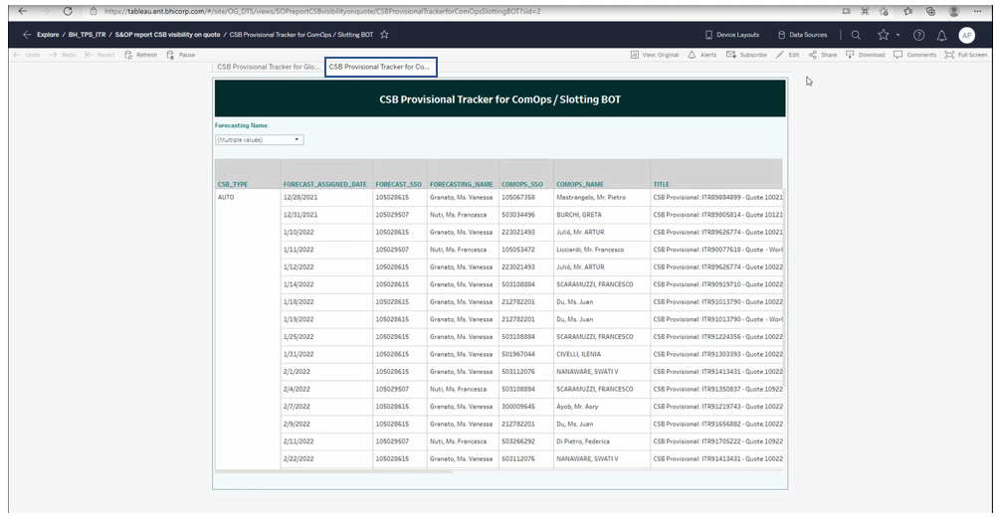 https://tableau.ent.bhicorp.com/#/site/OG_DTS/views/SOPreportCSBvisibilityonquote/CSBProvisionalTrackerforComOpsSlottingBOT?:iid=2
Explore / BH_TPS_ITR / S&OP report CSB visibility on quote / CSB Provisional Tracker for ComOps / Slotting BOT
Device Layouts Data Sources AP
Undo Redo Revert Refresh Pause View: Original Alerts Subscribe Edit Share Download Comments Full Screen
CSB Provisional Tracker for Glo... CSB Provisional Tracker for Co...
CSB Provisional Tracker for ComOps / Slotting BOT
Forecasting Name
(Multiple values)
CSB_TYPE FORECAST_ASSIGNED_DATE FORECAST_SSO FORECASTING_NAME COMOPS_SSO COMOPS_NAME TITLE
AUTO 12/28/2021 105028615 Granato, Ms. Vanessa 105067358 Mastrangelo, Mr. Pietro CSB Provisional: ITR89884899 - Quote 10021
12/31/2021 105029507 Nuti, Ms. Francesca 503034496 BURCHI, GRETA CSB Provisional: ITR89805814 - Quote 10121
1/10/2022 105028615 Granato, Ms. Vanessa 223021493 Julió, Mr. ARTUR CSB Provisional: ITR89626774 - Quote 10021
1/11/2022 105029507 Nuti, Ms. Francesca 105053472 Licciardi, Mr. Francesco CSB Provisional: ITR90077618 - Quote - Worl
1/12/2022 105028615 Granato, Ms. Vanessa 223021493 Julió, Mr. ARTUR CSB Provisional: ITR89626774 - Quote 10022
1/14/2022 105028615 Granato, Ms. Vanessa 503108884 SCARAMUZZI, FRANCESCO CSB Provisional: ITR90919710 - Quote 10022
1/18/2022 105028615 Granato, Ms. Vanessa 212782201 Du, Ms. Juan CSB Provisional: ITR91013790 - Quote 10022
1/19/2022 105028615 Granato, Ms. Vanessa 212782201 Du, Ms. Juan CSB Provisional: ITR91013790 - Quote - Worl
1/25/2022 105028615 Granato, Ms. Vanessa 503108884 SCARAMUZZI, FRANCESCO CSB Provisional: ITR91224356 - Quote 10022
1/31/2022 105028615 Granato, Ms. Vanessa 501967044 CIVELLI, ILENIA CSB Provisional: ITR91303393 - Quote 10022
2/1/2022 105028615 Granato, Ms. Vanessa 503112076 NANAWARE, SWATI V CSB Provisional: ITR91413431 - Quote 10022
2/4/2022 105029507 Nuti, Ms. Francesca 503108884 SCARAMUZZI, FRANCESCO CSB Provisional: ITR91350837 - Quote 10922
2/7/2022 105028615 Granato, Ms. Vanessa 300009645 Ayob, Mr. Asry CSB Provisional: ITR91219743 - Quote 10022
2/9/2022 105028615 Granato, Ms. Vanessa 212782201 Du, Ms. Juan CSB Provisional: ITR91656882 - Quote 10022
2/11/2022 105029507 Nuti, Ms. Francesca 503266292 Di Pietro, Federica CSB Provisional: ITR91705222 - Quote 10922
2/22/2022 105028615 Granato, Ms. Vanessa 503112076 NANAWARE, SWATI V CSB Provisional: ITR91413431 - Quote 10022